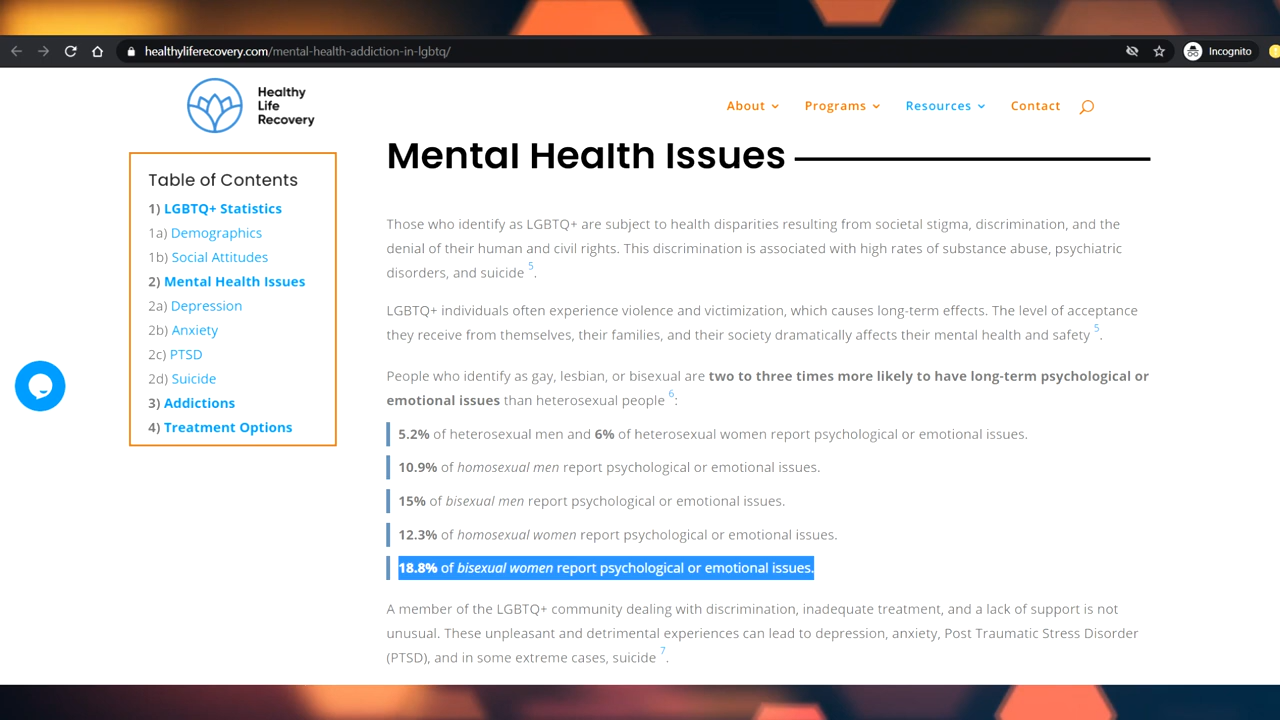 healthyliferecovery.com/mental-health-addiction-in-lgbtq/
Incognito
Healthy
Life
Recovery
About
Programs
Resources
Contact
Table of Contents
1) LGBTQ+ Statistics
1a) Demographics
1b) Social Attitudes
2) Mental Health Issues
2a) Depression
2b) Anxiety
2c) PTSD
2d) Suicide
3) Addictions
4) Treatment Options
Mental Health Issues
Those who identify as LGBTQ+ are subject to health disparities resulting from societal stigma, discrimination, and the
denial of their human and civil rights. This discrimination is associated with high rates of substance abuse, psychiatric
disorders, and suicide 5.
LGBTQ+ individuals often experience violence and victimization, which causes long-term effects. The level of acceptance
they receive from themselves, their families, and their society dramatically affects their mental health and safety 5.
People who identify as gay, lesbian, or bisexual are two to three times more likely to have long-term psychological or
emotional issues than heterosexual people 6:
5.2% of heterosexual men and 6% of heterosexual women report psychological or emotional issues.
10.9% of homosexual men report psychological or emotional issues.
15% of bisexual men report psychological or emotional issues.
12.3% of homosexual women report psychological or emotional issues.
18.8% of bisexual women report psychological or emotional issues.
A member of the LGBTQ+ community dealing with discrimination, inadequate treatment, and a lack of support is not
unusual. These unpleasant and detrimental experiences can lead to depression, anxiety, Post Traumatic Stress Disorder
(PTSD), and in some extreme cases, suicide 7.